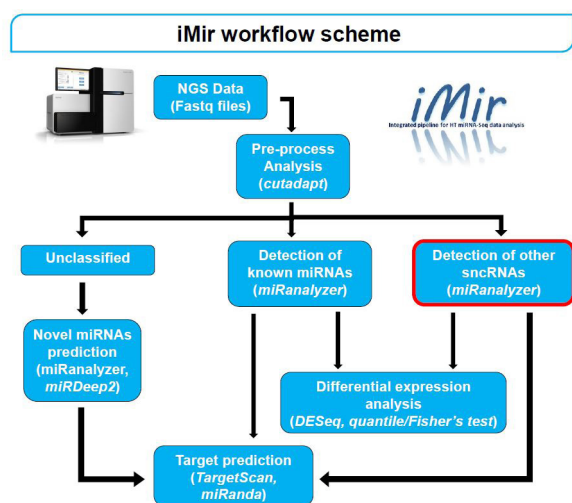 iMir workflow scheme
NGS Data
(Fastq files)
iMir
Integrated pipeline for HT miRNA-Seq data analysis
Pre-process
Analysis
(cutadapt)
Unclassified
Detection of
known miRNAs
(miRanalyzer)
Detection of other
sncRNAs
(miRanalyzer)
Novel miRNAs
prediction
(miRanalyzer,
miRDeep2)
Differential expression
analysis
(DESeq, quantile/Fisher's test)
Target prediction
(TargetScan,
miRanda)